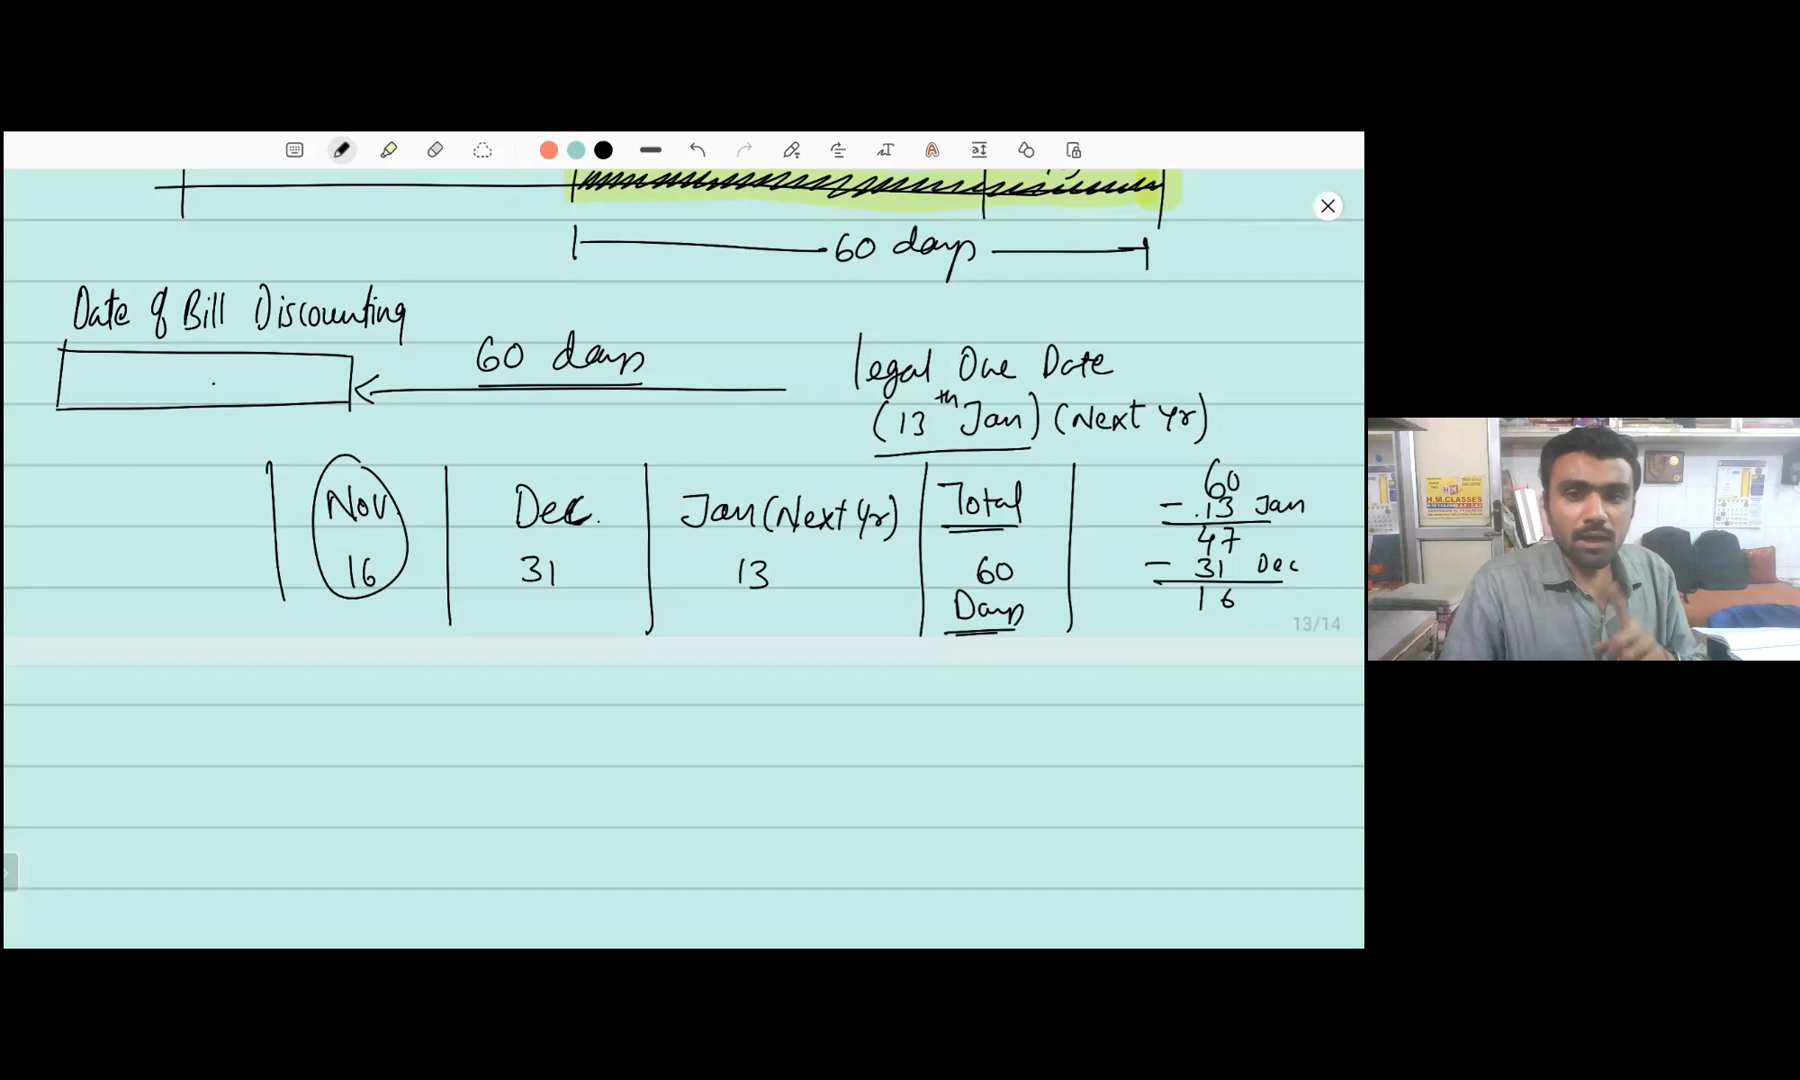 60 days
Date of Bill Discounting
60 days
legal Due Date
(13th Jan) (Next Yr)
Nov Dec. Jan (Next Yr) Total
16 31 13 60 Days
60
- 13 Jan
47
- 31 Dec
16
13/14
H.M.CLASSES